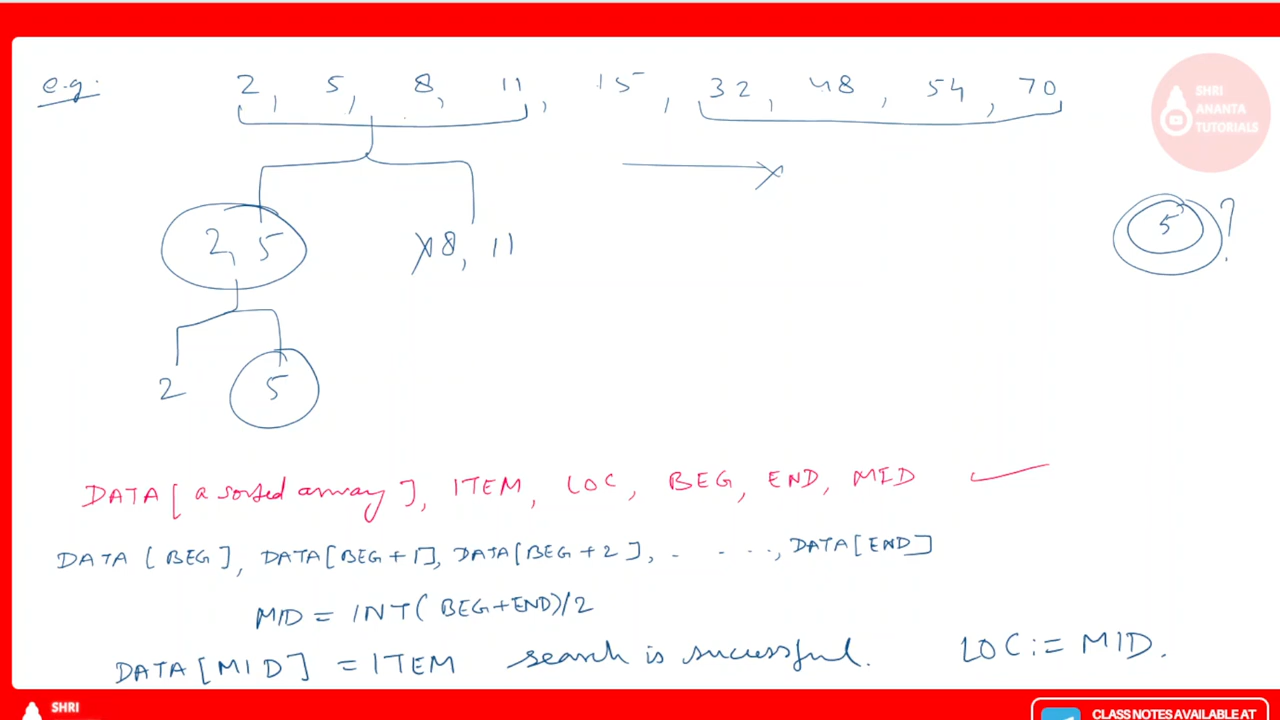 e.g. 2, 5, 8, 11, 15, 32, 48, 54, 70
SHRI
ANANTA
TUTORIALS
2, 5 8, 11 5 ?
2 5
DATA [ a sorted array ], ITEM, LOC, BEG, END, MID
DATA [BEG], DATA[BEG+1], DATA[BEG+2], - - - .., DATA[END]
MID = INT( BEG+END)/2
DATA[MID] = ITEM search is successful. LOC := MID.
SHRI
CLASS NOTES AVAILABLE AT